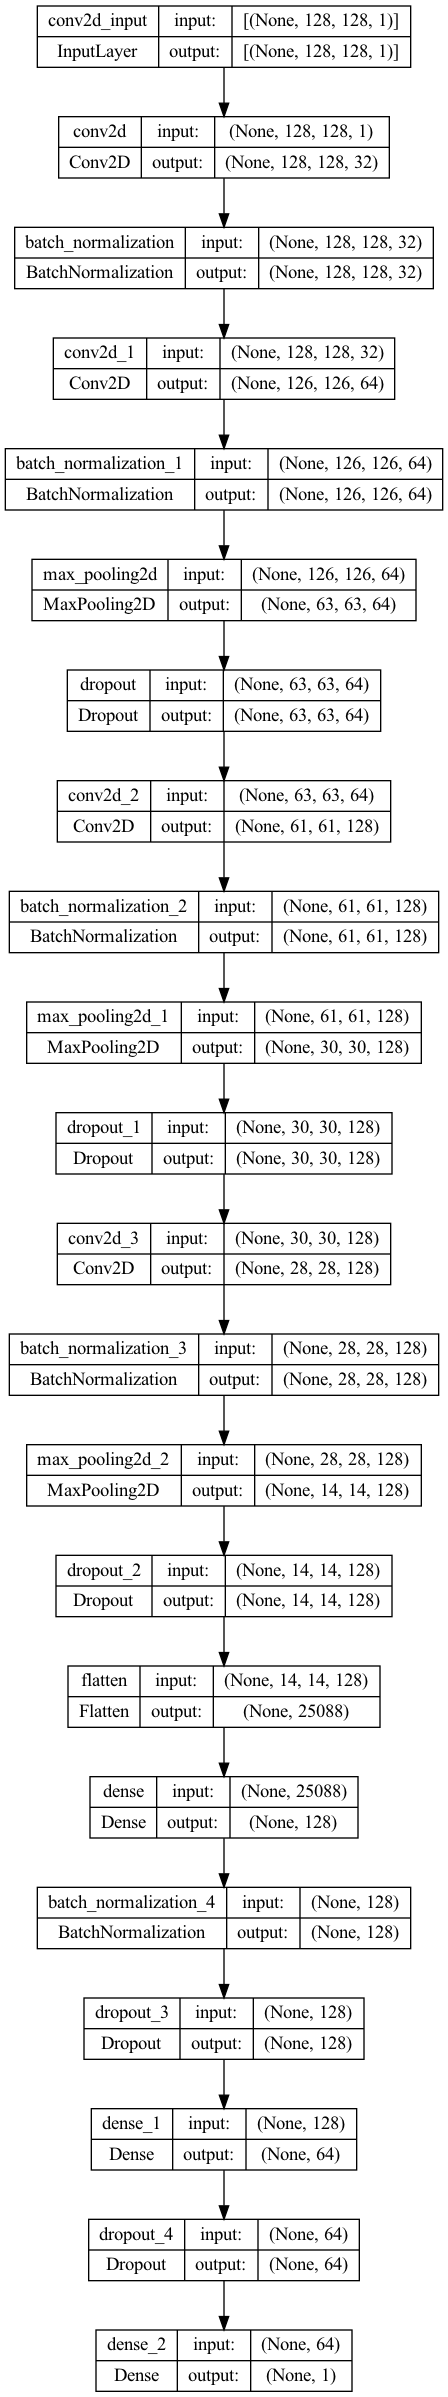 conv2d_input input: [(None, 128, 128, 1)]
InputLayer output: [(None, 128, 128, 1)]
conv2d input: (None, 128, 128, 1)
Conv2D output: (None, 128, 128, 32)
batch_normalization input: (None, 128, 128, 32)
BatchNormalization output: (None, 128, 128, 32)
conv2d_1 input: (None, 128, 128, 32)
Conv2D output: (None, 126, 126, 64)
batch_normalization_1 input: (None, 126, 126, 64)
BatchNormalization output: (None, 126, 126, 64)
max_pooling2d input: (None, 126, 126, 64)
MaxPooling2D output: (None, 63, 63, 64)
dropout input: (None, 63, 63, 64)
Dropout output: (None, 63, 63, 64)
conv2d_2 input: (None, 63, 63, 64)
Conv2D output: (None, 61, 61, 128)
batch_normalization_2 input: (None, 61, 61, 128)
BatchNormalization output: (None, 61, 61, 128)
max_pooling2d_1 input: (None, 61, 61, 128)
MaxPooling2D output: (None, 30, 30, 128)
dropout_1 input: (None, 30, 30, 128)
Dropout output: (None, 30, 30, 128)
conv2d_3 input: (None, 30, 30, 128)
Conv2D output: (None, 28, 28, 128)
batch_normalization_3 input: (None, 28, 28, 128)
BatchNormalization output: (None, 28, 28, 128)
max_pooling2d_2 input: (None, 28, 28, 128)
MaxPooling2D output: (None, 14, 14, 128)
dropout_2 input: (None, 14, 14, 128)
Dropout output: (None, 14, 14, 128)
flatten input: (None, 14, 14, 128)
Flatten output: (None, 25088)
dense input: (None, 25088)
Dense output: (None, 128)
batch_normalization_4 input: (None, 128)
BatchNormalization output: (None, 128)
dropout_3 input: (None, 128)
Dropout output: (None, 128)
dense_1 input: (None, 128)
Dense output: (None, 64)
dropout_4 input: (None, 64)
Dropout output: (None, 64)
dense_2 input: (None, 64)
Dense output: (None, 1)